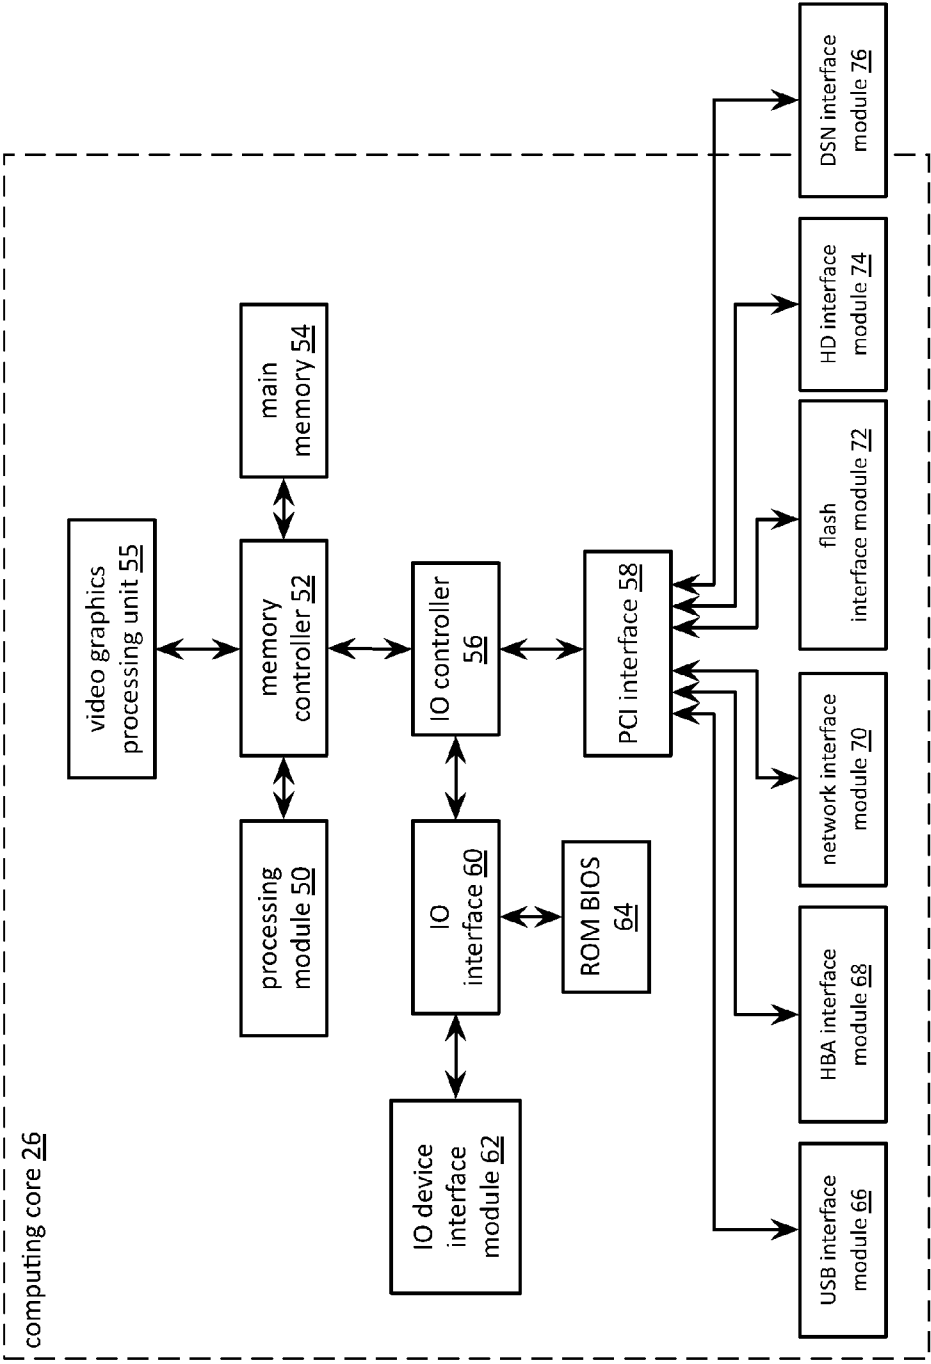 computing core 26
video graphics
processing unit 55
processing
module 50
memory
controller 52
main
memory 54
IO device
interface
module 62
IO
interface 60
IO controller
56
ROM BIOS
64
PCI interface 58
USB interface
module 66
HBA interface
module 68
network interface
module 70
flash
interface module 72
HD interface
module 74
DSN interface
module 76